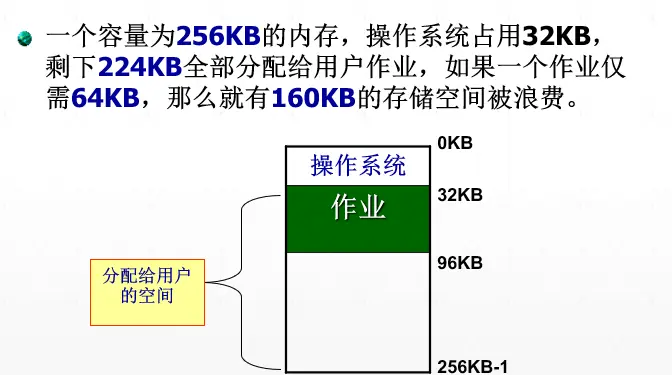 一个容量为256KB的内存，操作系统占用32KB，
剩下224KB全部分配给用户作业，如果一个作业仅
需64KB，那么就有160KB的存储空间被浪费。
0KB
操作系统
32KB
作业
96KB
分配给用户
的空间
256KB-1